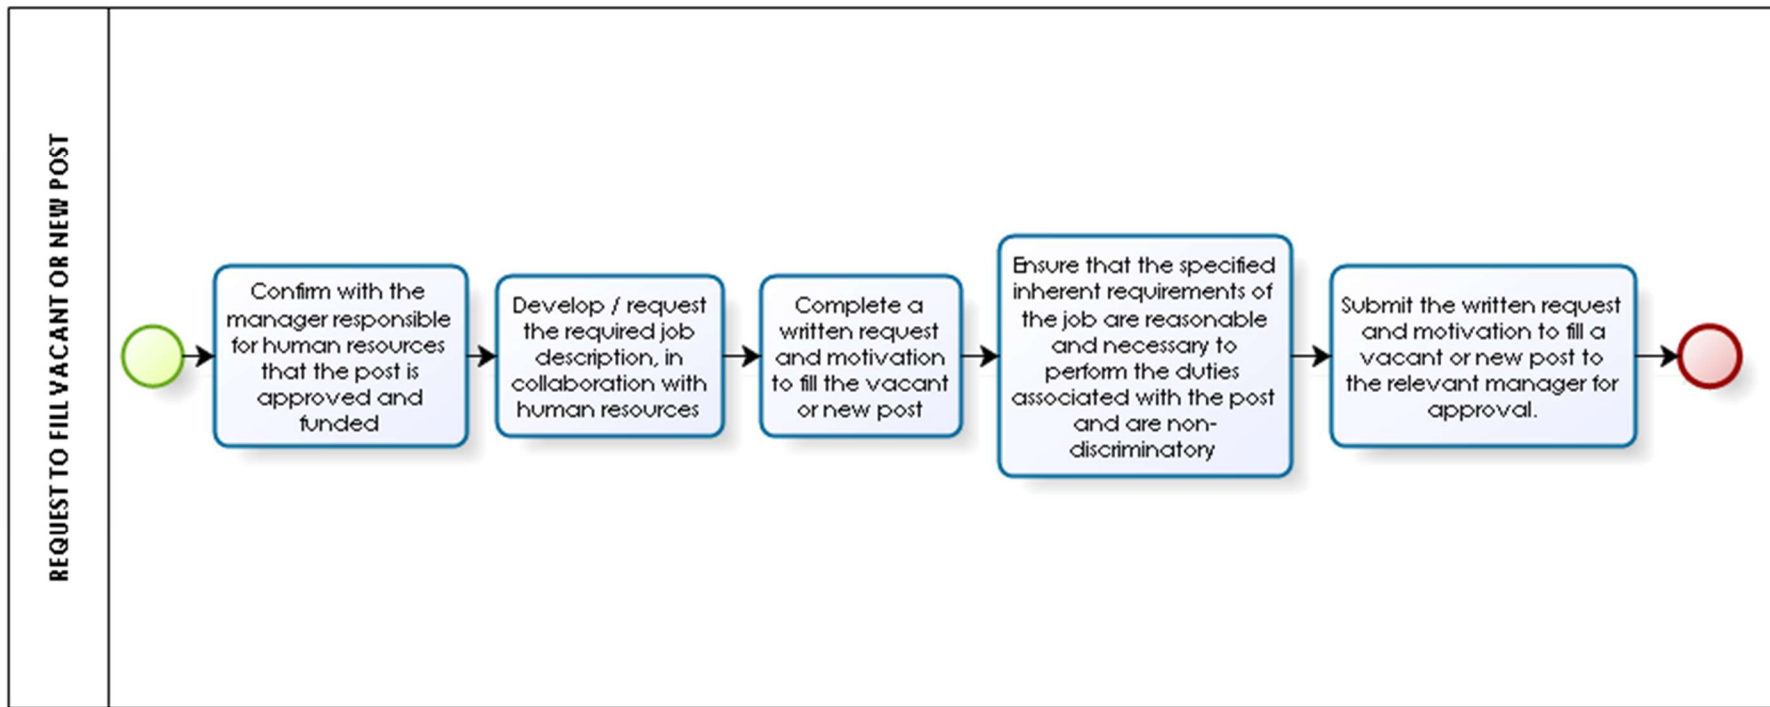 REQUEST TO FILL VACANT OR NEW POST
Confirm with the
manager responsible
for human resources
that the post is
approved and
funded
Develop / request
the required job
description, in
collaboration with
human resources
Complete a
written request
and motivation
to fill the vacant
or new post
Ensure that the specified
inherent requirements of
the job are reasonable
and necessary to
perform the duties
associated with the post
and are non-
discriminatory
Submit the written request
and motivation to fill a
vacant or new post to
the relevant manager for
approval.